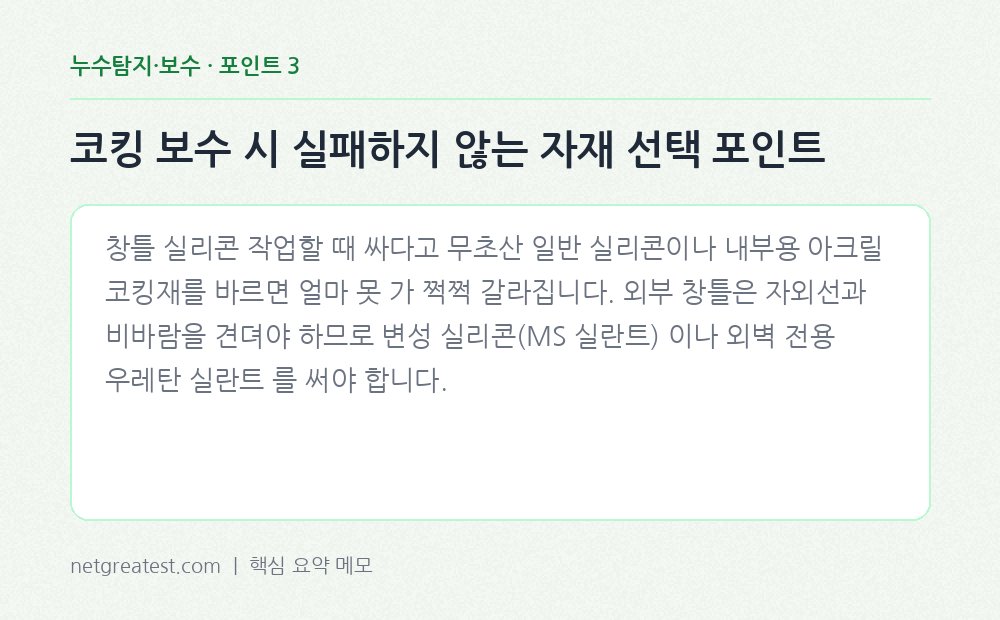 누수탐지·보수 · 포인트 3
코킹 보수 시 실패하지 않는 자재 선택 포인트
창틀 실리콘 작업할 때 싸다고 무초산 일반 실리콘이나 내부용 아크릴
코킹재를 바르면 얼마 못 가 쩍쩍 갈라집니다. 외부 창틀은 자외선과
비바람을 견뎌야 하므로 변성 실리콘(MS 실란트) 이나 외벽 전용
우레탄 실란트 를 써야 합니다.
netgreatest.com | 핵심 요약 메모